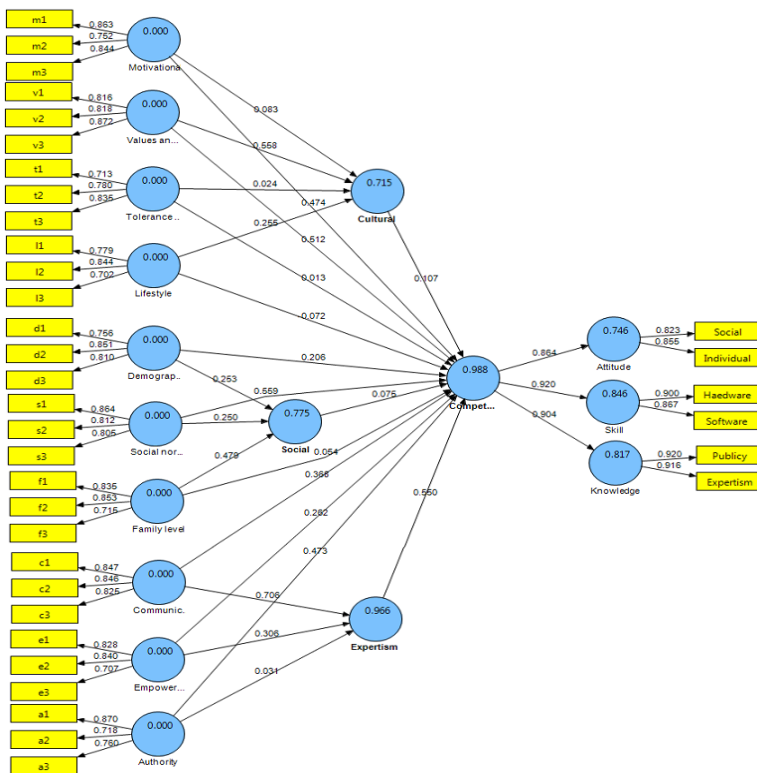 m1
0.863
0.000
m2
0.752
m3
0.844
Motivationa
v1
0.816
0.000
v2
0.818
v3
0.872
Values an...
t1
0.713
0.000
t2
0.780
t3
0.835
Tolerance ..
l1
0.779
0.000
l2
0.844
l3
0.702
Lifestyle
d1
0.756
0.000
d2
0.851
d3
0.810
Demograp..
s1
0.864
0.000
s2
0.812
s3
0.805
Social nor...
f1
0.835
0.000
f2
0.853
f3
0.715
Family level
c1
0.847
0.000
c2
0.846
c3
0.825
Communic.
e1
0.828
0.000
e2
0.840
e3
0.707
Empower...
a1
0.870
0.000
a2
0.718
a3
0.760
Authority
0.083
0.558
0.024
0.474
0.255
0.512
0.013
0.072
0.715
Cultural
0.107
0.206
0.253
0.559
0.250
0.775
Social
0.075
0.479
0.054
0.366
0.262
0.473
0.706
0.306
0.031
0.966
Expertism
0.550
0.988
Compet...
0.864
0.920
0.904
0.746
Attitude
0.823
Social
0.855
Individual
0.846
Skill
0.900
Haedware
0.867
Software
0.817
Knowledge
0.920
Publicy
0.916
Expertism